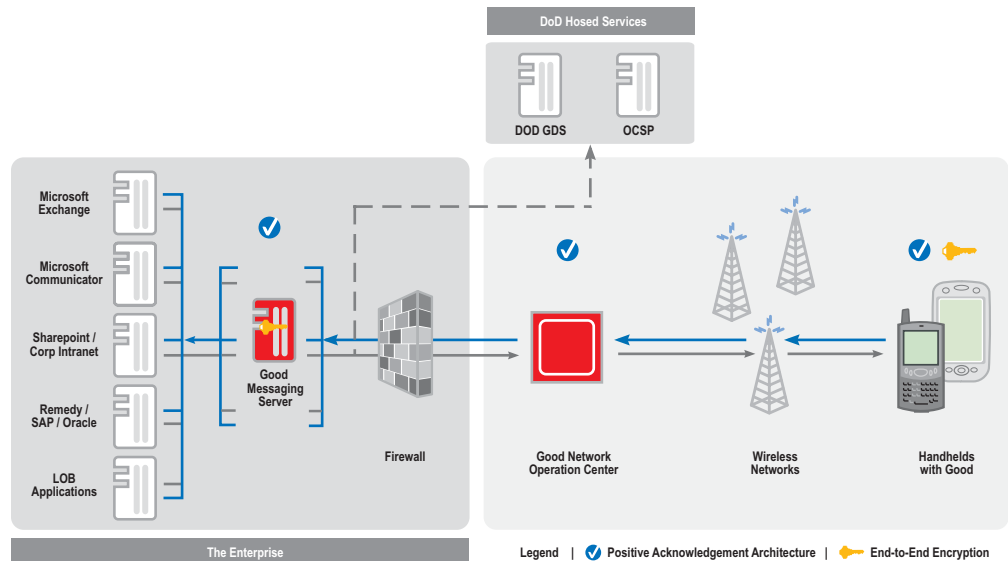 DoD Hosed Services
DOD GDS
OCSP
Microsoft
Exchange
Microsoft
Communicator
Sharepoint /
Corp Intranet
Remedy /
SAP / Oracle
LOB
Applications
Good
Messaging
Server
Firewall
Good Network
Operation Center
Wireless
Networks
Handhelds
with Good
The Enterprise
Legend | Positive Acknowledgement Architecture | End-to-End Encryption